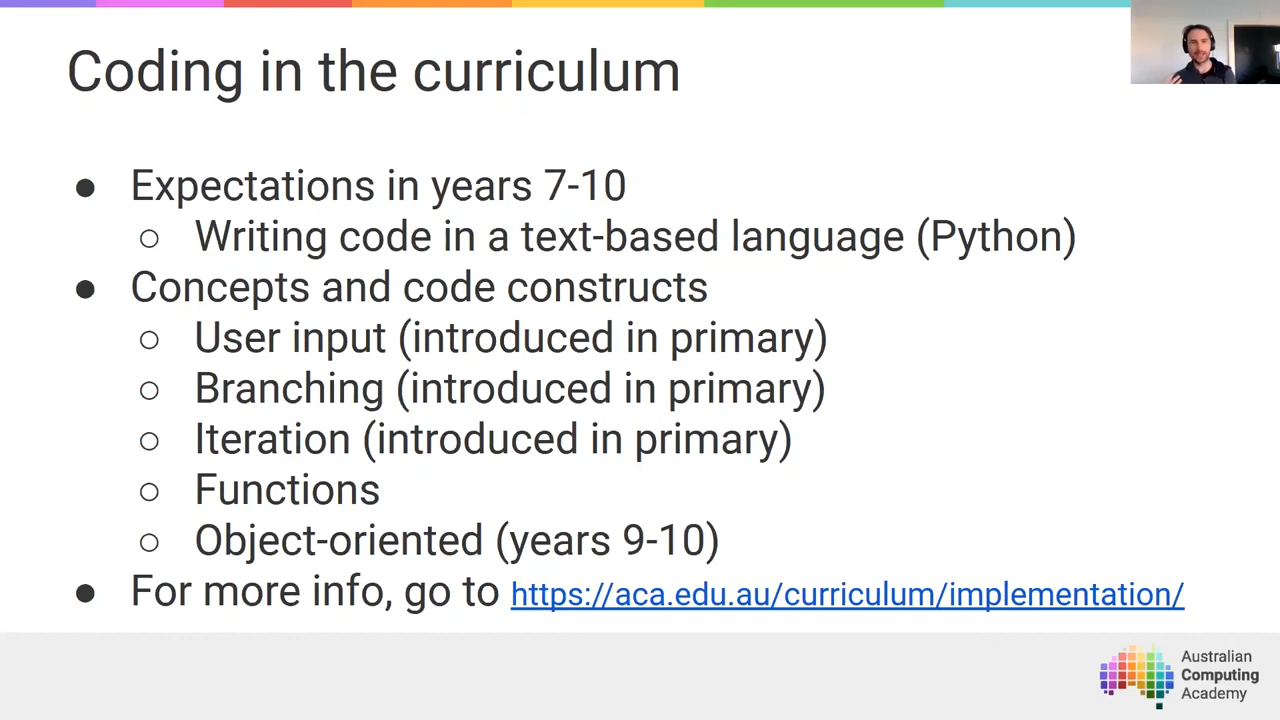 Coding in the curriculum
● Expectations in years 7-10
○ Writing code in a text-based language (Python)
● Concepts and code constructs
○ User input (introduced in primary)
○ Branching (introduced in primary)
○ Iteration (introduced in primary)
○ Functions
○ Object-oriented (years 9-10)
● For more info, go to https://aca.edu.au/curriculum/implementation/
Australian
Computing
Academy